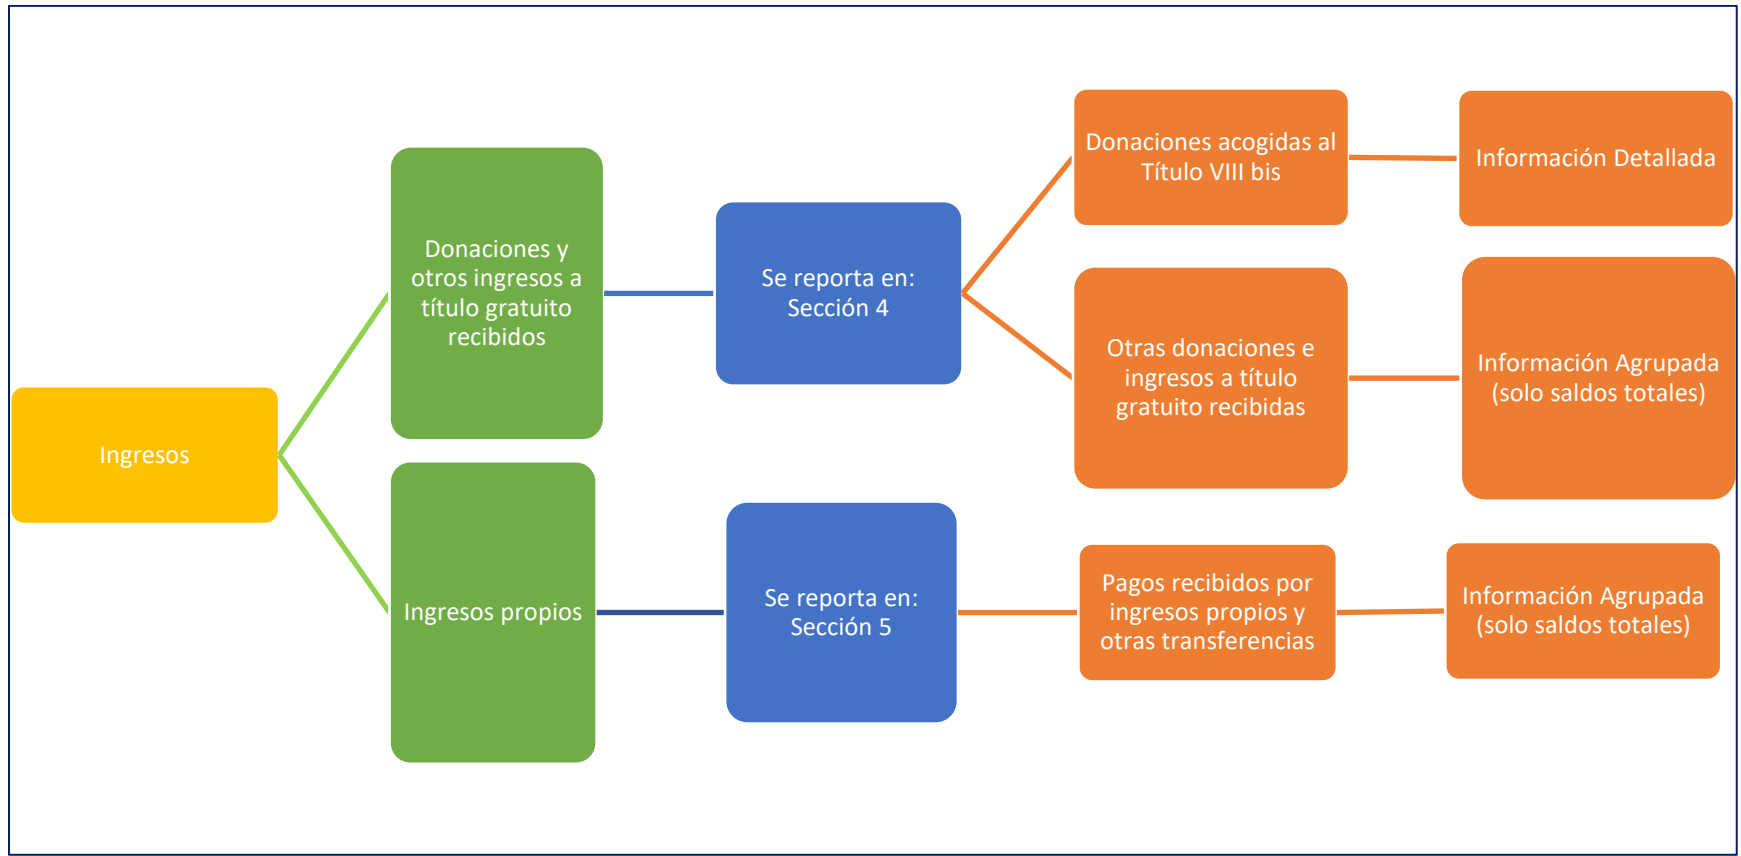 Ingresos
Donaciones y
otros ingresos a
título gratuito
recibidos
Se reporta en:
Sección 4
Donaciones acogidas al
Título VIII bis
Información Detallada
Otras donaciones e
ingresos a título
gratuito recibidas
Información Agrupada
(solo saldos totales)
Ingresos propios
Se reporta en:
Sección 5
Pagos recibidos por
ingresos propios y
otras transferencias
Información Agrupada
(solo saldos totales)